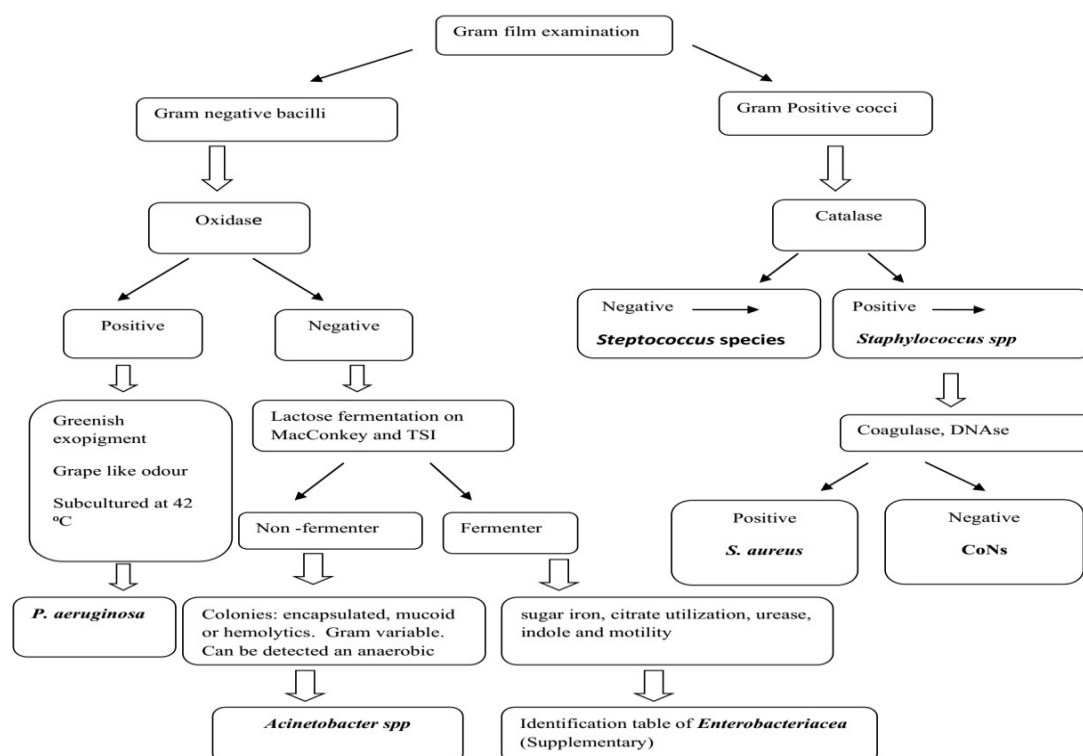 Gram film examination
Gram negative bacilli
Gram Positive cocci
Oxidase
Catalase
Positive
Negative
Negative
Steptococcus species
Positive
Staphylococcus spp
Greenish
exopigment
Grape like odour
Subcultured at 42
ºC
Lactose fermentation on
MacConkey and TSI
Coagulase, DNAse
Non -fermenter
Fermenter
Positive
S. aureus
Negative
CoNs
P. aeruginosa
Colonies: encapsulated, mucoid
or hemolytics. Gram variable.
Can be detected an anaerobic
sugar iron, citrate utilization, urease,
indole and motility
Acinetobacter spp
Identification table of Enterobacteriacea
(Supplementary)